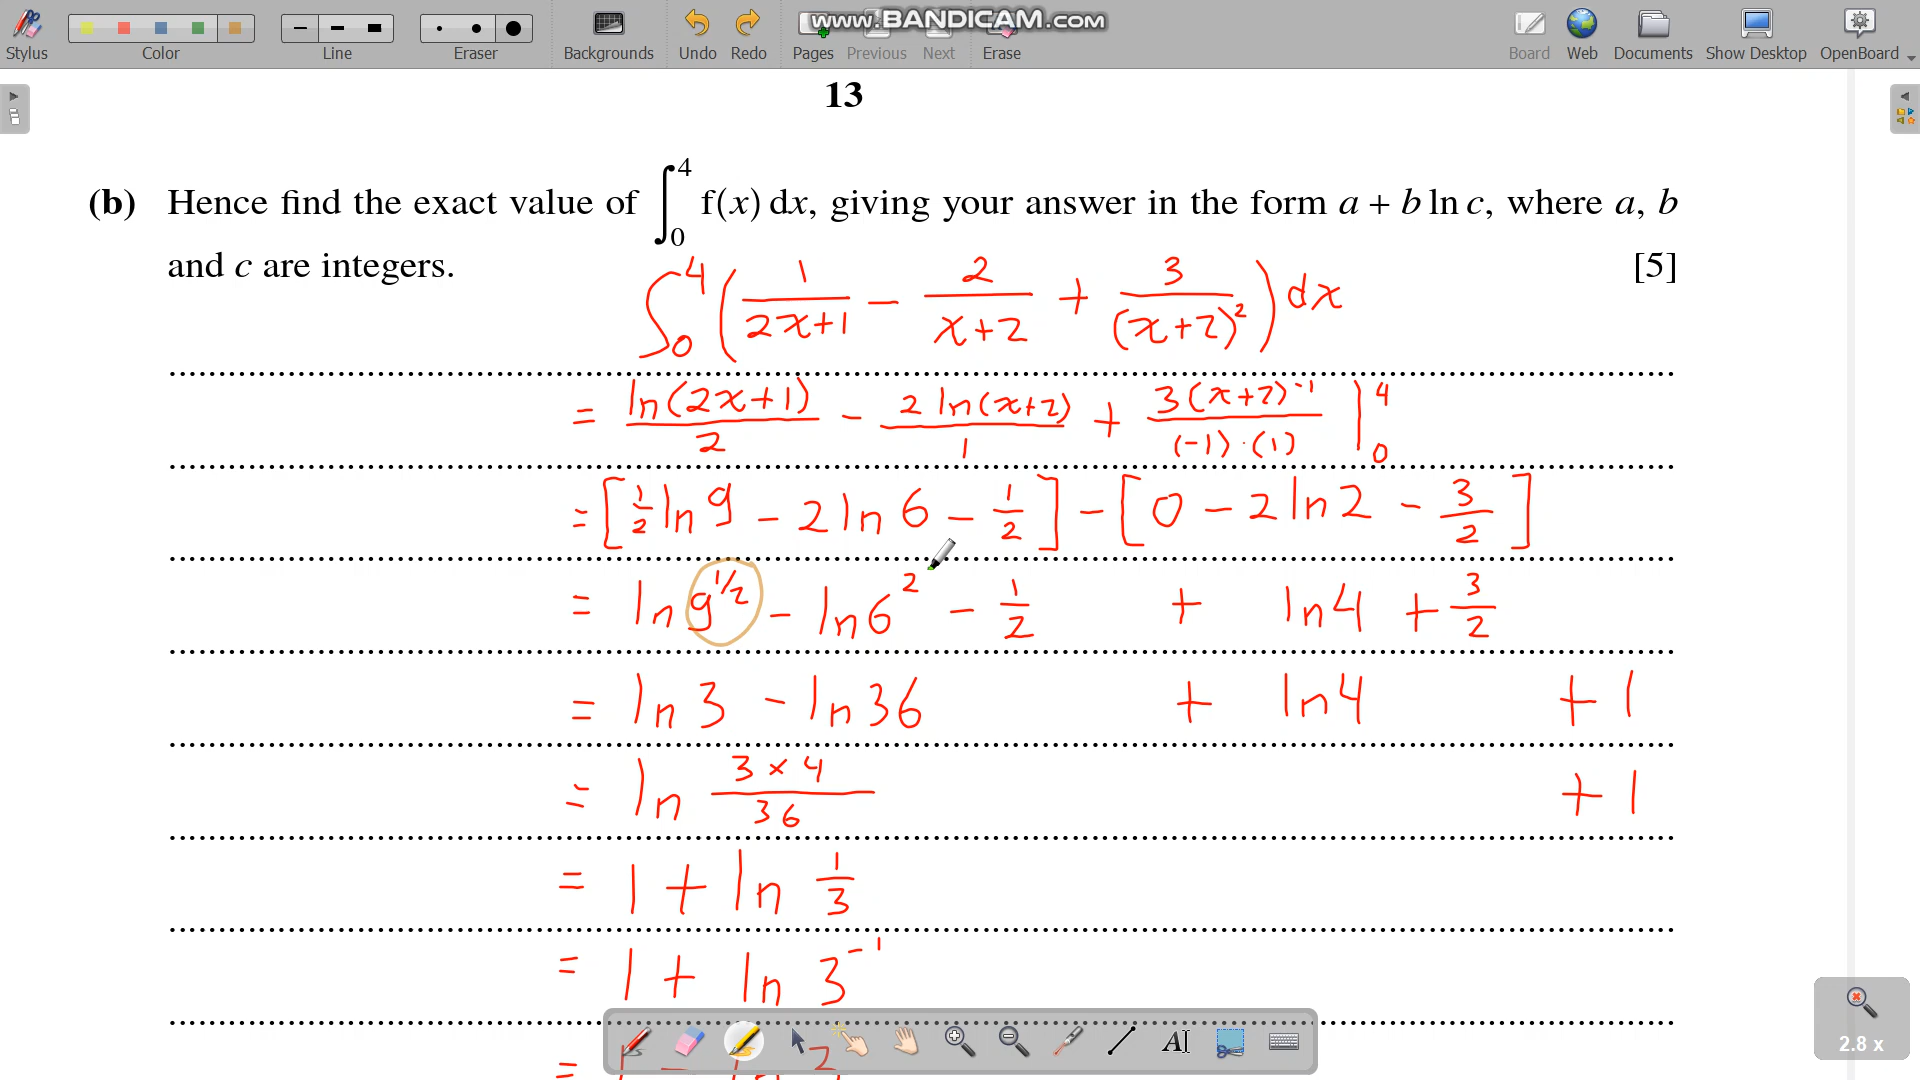 www.BANDICAM.com
Stylus Color Line Eraser Backgrounds Undo Redo Pages Previous Next Erase Board Web Documents Show Desktop OpenBoard
13
(b) Hence find the exact value of ∫₀⁴ f(x) dx, giving your answer in the form a + b ln c, where a, b
and c are integers. [5]
∫₀⁴ (1/(2x+1) − 2/(x+2) + 3/(x+2)²) dx
= ln(2x+1)/2 − 2 ln(x+2)/1 + 3(x+2)⁻¹/((-1)·(1)) |₀⁴
= [½ ln 9 − 2 ln 6 − 1/2] − [0 − 2 ln 2 − 3/2]
= ln 9^(1/2) − ln 6² − 1/2 + ln 4 + 3/2
= ln 3 − ln 36 + ln 4 + 1
= ln (3 × 4)/36 + 1
= 1 + ln 1/3
= 1 + ln 3⁻¹
= 1 − ln 3
2.8 x